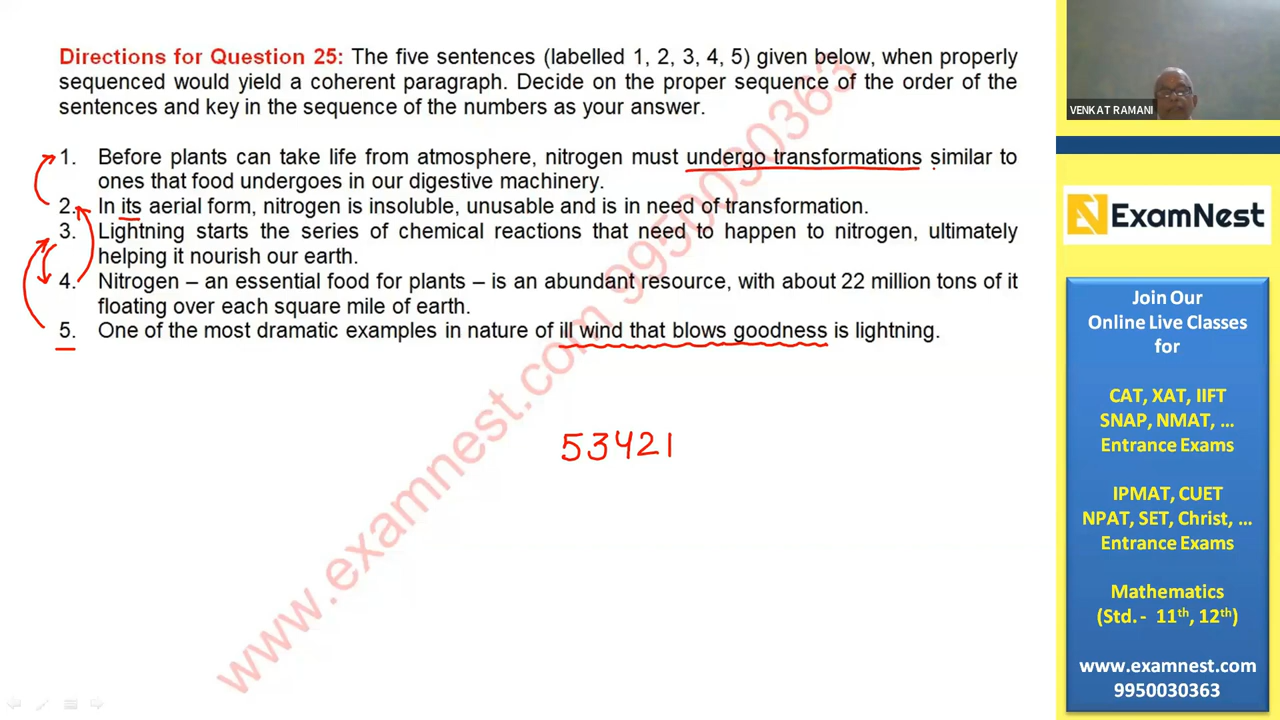 Directions for Question 25: The five sentences (labelled 1, 2, 3, 4, 5) given below, when properly
sequenced would yield a coherent paragraph. Decide on the proper sequence of the order of the
sentences and key in the sequence of the numbers as your answer.
1. Before plants can take life from atmosphere, nitrogen must undergo transformations similar to
ones that food undergoes in our digestive machinery.
2. In its aerial form, nitrogen is insoluble, unusable and is in need of transformation.
3. Lightning starts the series of chemical reactions that need to happen to nitrogen, ultimately
helping it nourish our earth.
4. Nitrogen – an essential food for plants – is an abundant resource, with about 22 million tons of it
floating over each square mile of earth.
5. One of the most dramatic examples in nature of ill wind that blows goodness is lightning.
53421
www.examnest.com 9950030363
VENKAT RAMANI
ExamNest
Join Our
Online Live Classes
for
CAT, XAT, IIFT
SNAP, NMAT, ...
Entrance Exams
IPMAT, CUET
NPAT, SET, Christ, ...
Entrance Exams
Mathematics
(Std. - 11th, 12th)
www.examnest.com
9950030363